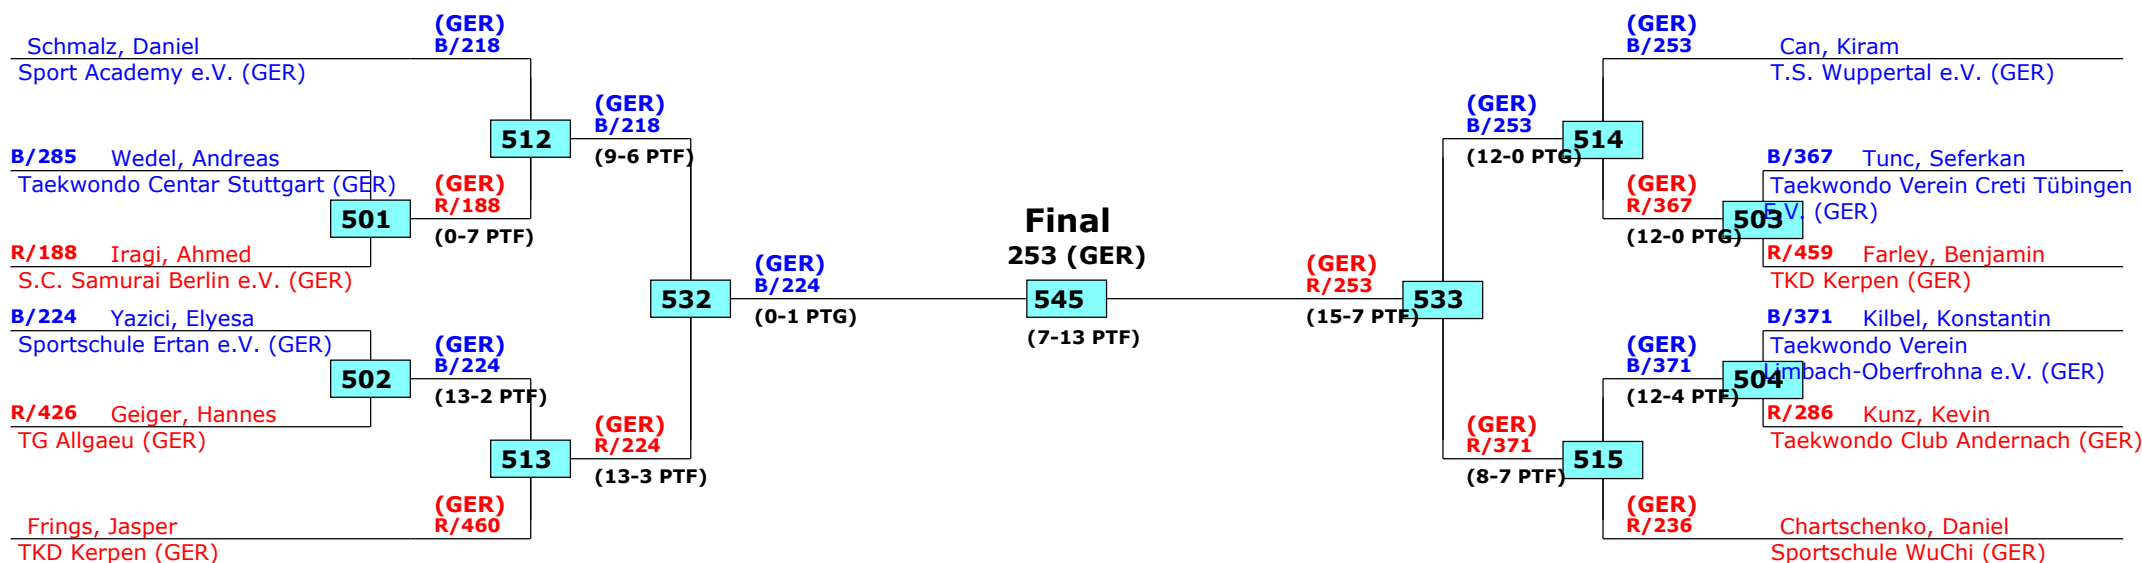 (GER)
B/218
Schmalz, Daniel
Sport Academy e.V. (GER)
B/285 Wedel, Andreas
Taekwondo Centar Stuttgart (GER)
501
R/188 Iragi, Ahmed
S.C. Samurai Berlin e.V. (GER)
(GER)
R/188
(0-7 PTF)
512
(GER)
B/218
(9-6 PTF)
B/224 Yazici, Elyesa
Sportschule Ertan e.V. (GER)
502
R/426 Geiger, Hannes
TG Allgaeu (GER)
(GER)
B/224
(13-2 PTF)
513
(GER)
R/224
(13-3 PTF)
(GER)
R/460
Frings, Jasper
TKD Kerpen (GER)
532
(GER)
B/224
(0-1 PTG)
Final
253 (GER)
545
(7-13 PTF)
(GER)
R/253
(15-7 PTF)
533
(GER)
B/253
(12-0 PTG)
514
(GER)
B/253
Can, Kiram
T.S. Wuppertal e.V. (GER)
(GER)
R/367
(12-0 PTG)
503
B/367 Tunc, Seferkan
Taekwondo Verein Creti Tübingen
E.V. (GER)
R/459 Farley, Benjamin
TKD Kerpen (GER)
B/371 Kilbel, Konstantin
Taekwondo Verein
Limbach-Oberfrohna e.V. (GER)
504
(GER)
B/371
(12-4 PTF)
R/286 Kunz, Kevin
Taekwondo Club Andernach (GER)
(GER)
R/371
(8-7 PTF)
515
(GER)
R/236
Chartschenko, Daniel
Sportschule WuChi (GER)